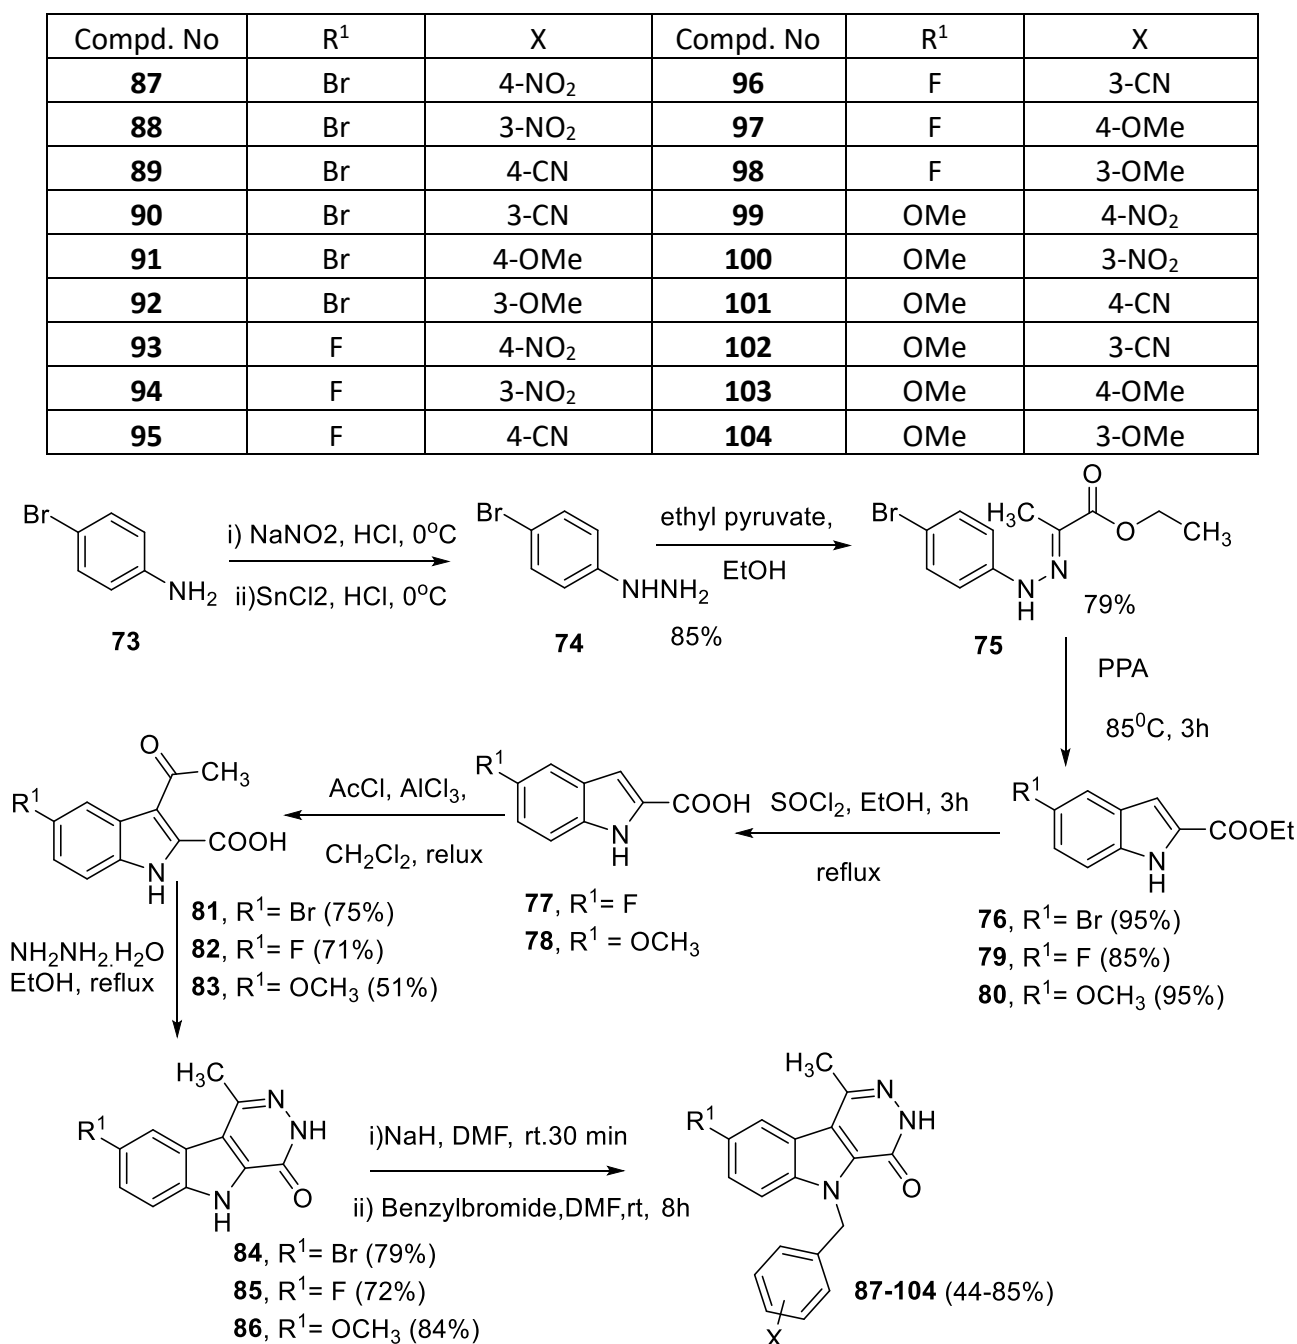 Compd. No R¹ X Compd. No R¹ X
87 Br 4-NO₂ 96 F 3-CN
88 Br 3-NO₂ 97 F 4-OMe
89 Br 4-CN 98 F 3-OMe
90 Br 3-CN 99 OMe 4-NO₂
91 Br 4-OMe 100 OMe 3-NO₂
92 Br 3-OMe 101 OMe 4-CN
93 F 4-NO₂ 102 OMe 3-CN
94 F 3-NO₂ 103 OMe 4-OMe
95 F 4-CN 104 OMe 3-OMe
Br
NH₂
73
i) NaNO2, HCl, 0°C
ii)SnCl2, HCl, 0°C
Br
NHNH₂
74
85%
ethyl pyruvate,
EtOH
Br
H₃C
O
O
CH₃
N
N
H
79%
75
PPA
85⁰C, 3h
R¹
COOEt
N
H
76, R¹= Br (95%)
79, R¹= F (85%)
80, R¹= OCH₃ (95%)
SOCl₂, EtOH, 3h
reflux
R¹
COOH
N
H
77, R¹= F
78, R¹ = OCH₃
AcCl, AlCl₃,
CH₂Cl₂, relux
O
CH₃
R¹
COOH
N
H
81, R¹= Br (75%)
82, R¹= F (71%)
83, R¹= OCH₃ (51%)
NH₂NH₂.H₂O
EtOH, reflux
H₃C
N
R¹
NH
N
H
O
84, R¹= Br (79%)
85, R¹= F (72%)
86, R¹= OCH₃ (84%)
i)NaH, DMF, rt.30 min
ii) Benzylbromide,DMF,rt, 8h
H₃C
N
R¹
NH
N
O
X
87-104 (44-85%)